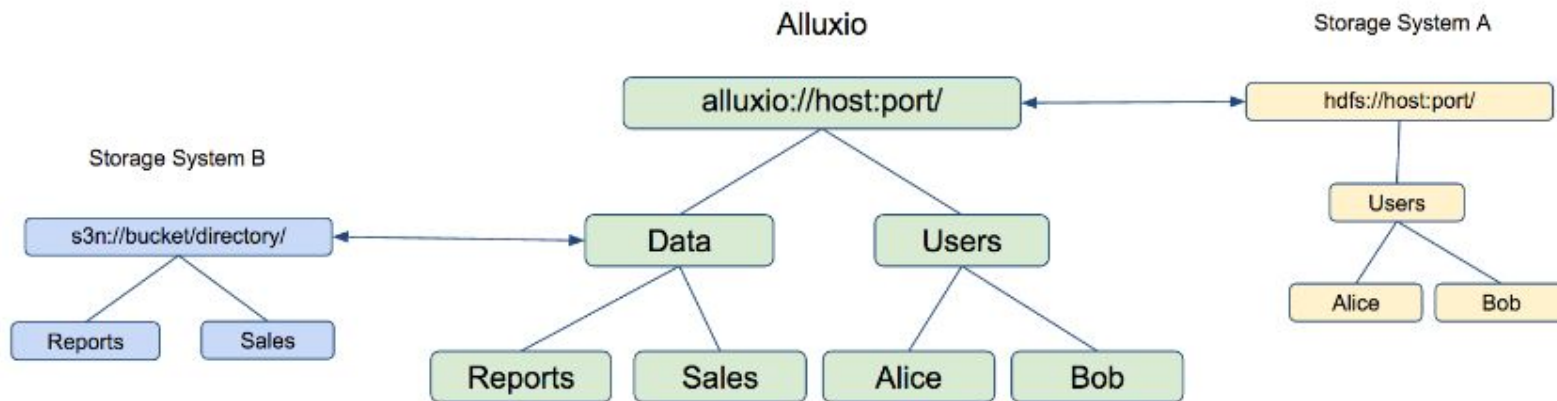 Alluxio
Storage System A
alluxio://host:port/
hdfs://host:port/
Storage System B
Users
s3n://bucket/directory/
Data
Users
Alice
Bob
Reports
Sales
Reports
Sales
Alice
Bob